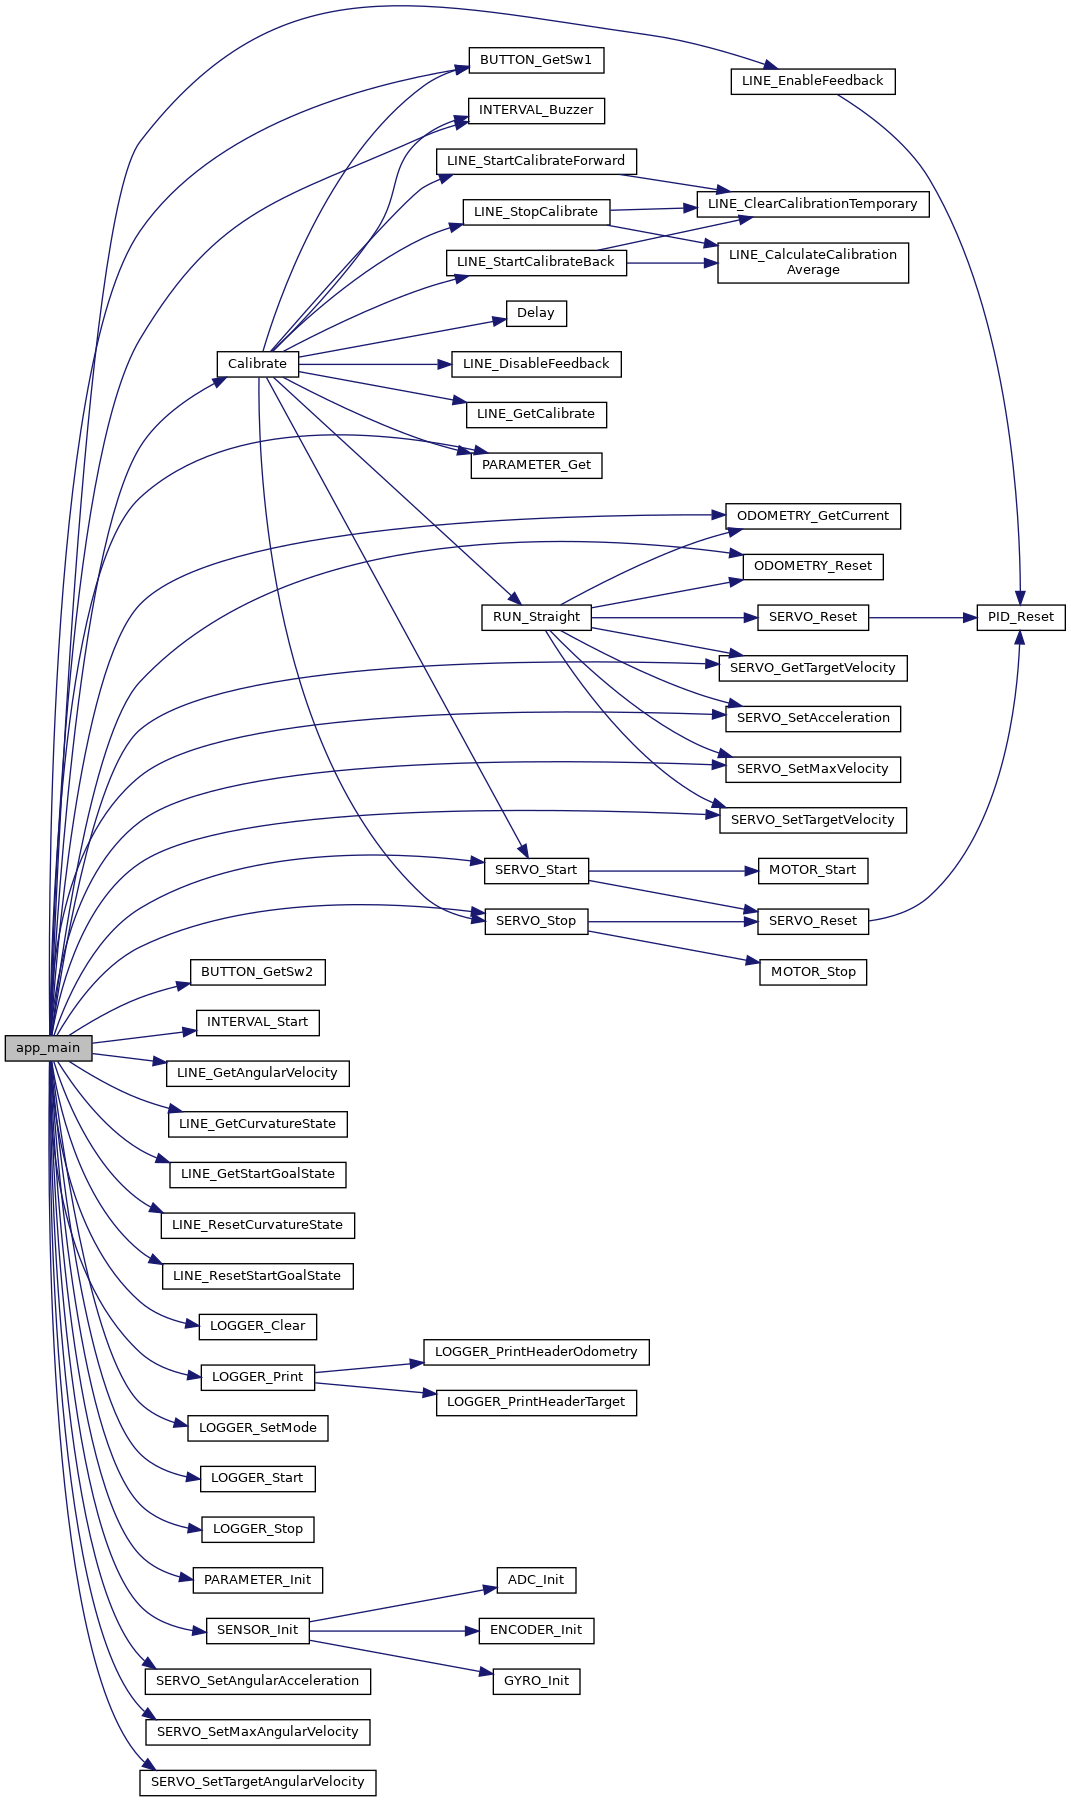 BUTTON_GetSw1
LINE_EnableFeedback
INTERVAL_Buzzer
LINE_StartCalibrateForward
LINE_ClearCalibrationTemporary
LINE_StopCalibrate
LINE_StartCalibrateBack
LINE_CalculateCalibration
Average
Delay
Calibrate
LINE_DisableFeedback
LINE_GetCalibrate
PARAMETER_Get
ODOMETRY_GetCurrent
ODOMETRY_Reset
RUN_Straight
SERVO_Reset
PID_Reset
SERVO_GetTargetVelocity
SERVO_SetAcceleration
SERVO_SetMaxVelocity
SERVO_SetTargetVelocity
SERVO_Start
MOTOR_Start
SERVO_Stop
SERVO_Reset
BUTTON_GetSw2
MOTOR_Stop
INTERVAL_Start
app_main
LINE_GetAngularVelocity
LINE_GetCurvatureState
LINE_GetStartGoalState
LINE_ResetCurvatureState
LINE_ResetStartGoalState
LOGGER_Clear
LOGGER_PrintHeaderOdometry
LOGGER_Print
LOGGER_PrintHeaderTarget
LOGGER_SetMode
LOGGER_Start
LOGGER_Stop
PARAMETER_Init
ADC_Init
SENSOR_Init
ENCODER_Init
SERVO_SetAngularAcceleration
GYRO_Init
SERVO_SetMaxAngularVelocity
SERVO_SetTargetAngularVelocity